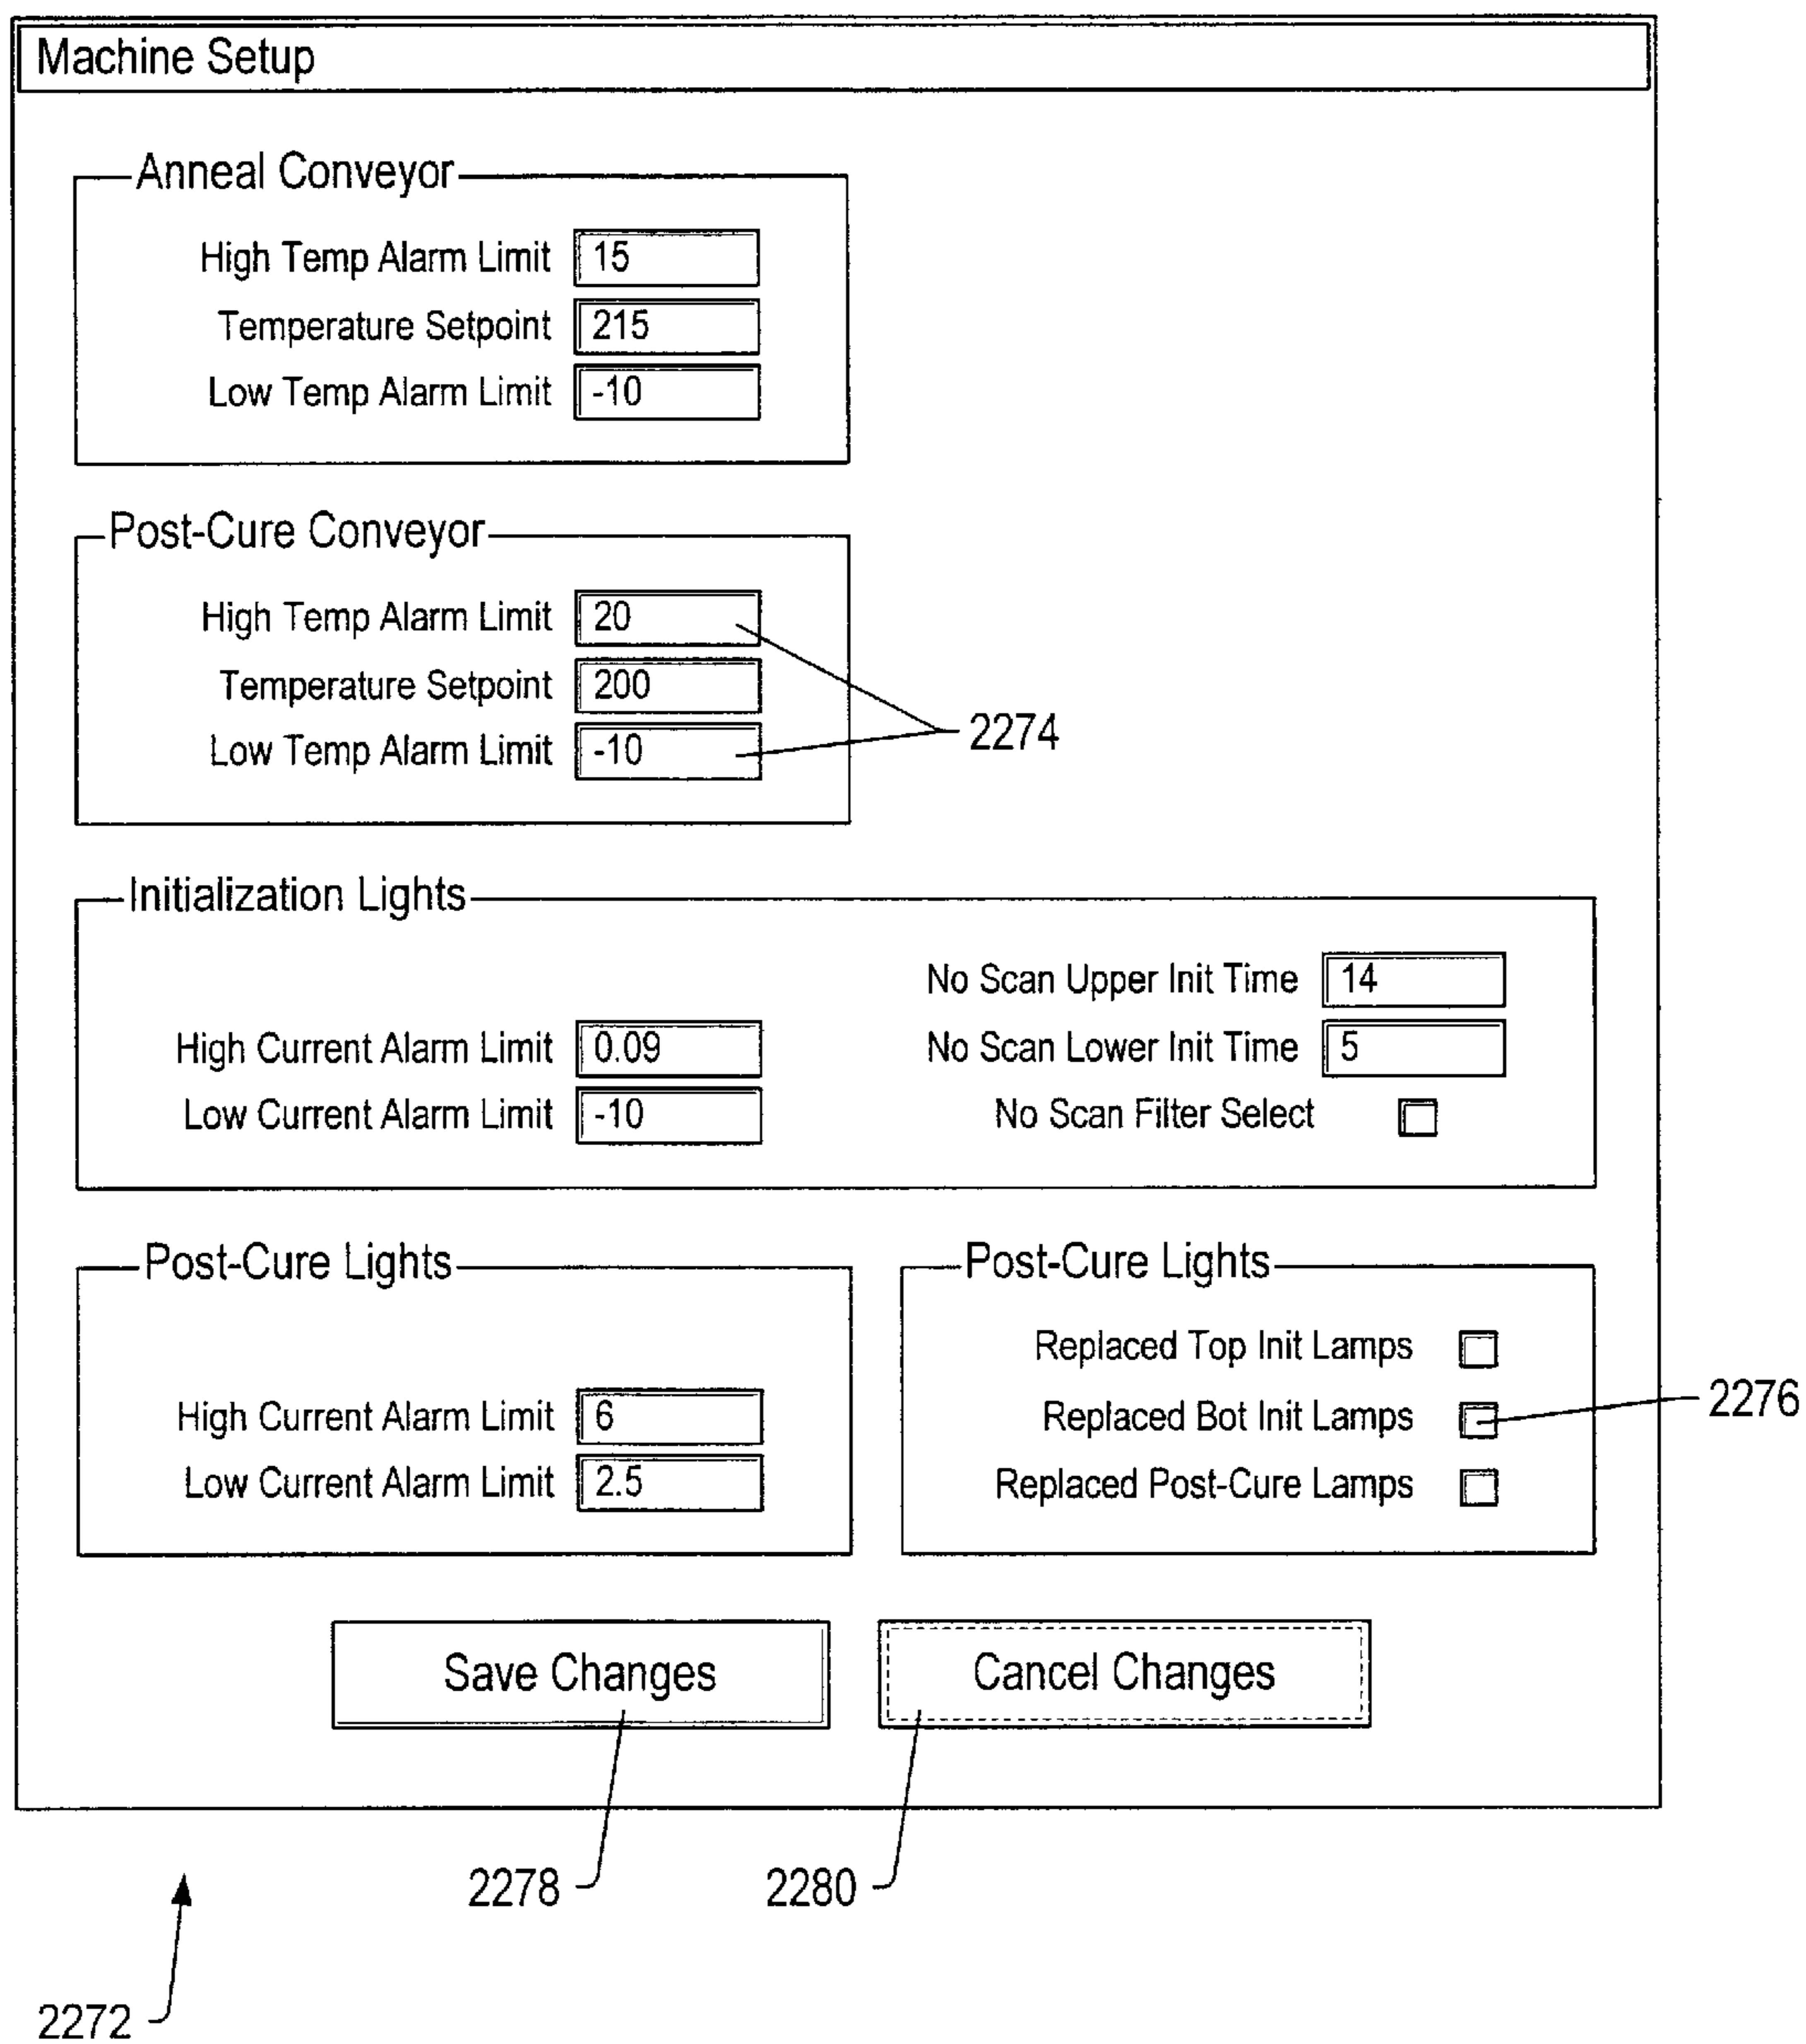 Machine Setup
Anneal Conveyor
High Temp Alarm Limit 15
Temperature Setpoint 215
Low Temp Alarm Limit -10
Post-Cure Conveyor
High Temp Alarm Limit 20
Temperature Setpoint 200
Low Temp Alarm Limit -10
2274
Initialization Lights
No Scan Upper Init Time 14
High Current Alarm Limit 0.09
No Scan Lower Init Time 5
Low Current Alarm Limit -10
No Scan Filter Select
Post-Cure Lights
High Current Alarm Limit 6
Low Current Alarm Limit 2.5
Post-Cure Lights
Replaced Top Init Lamps
Replaced Bot Init Lamps
2276
Replaced Post-Cure Lamps
Save Changes
Cancel Changes
2278
2280
2272